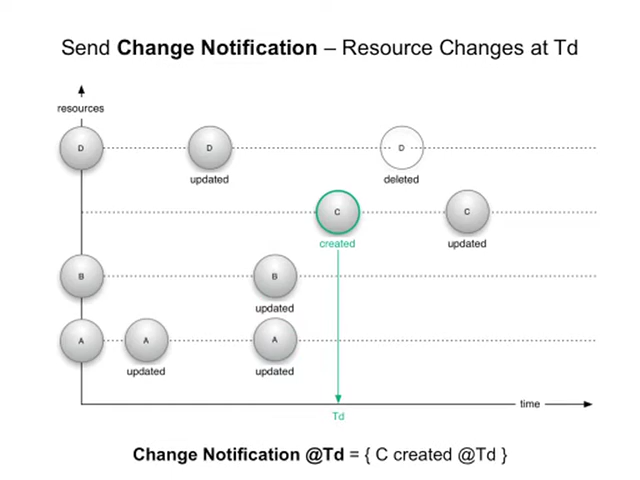 Send Change Notification – Resource Changes at Td
resources
D
D
D
updated
deleted
C
C
created
updated
B
B
updated
A
A
A
updated
updated
time
Td
Change Notification @Td = { C created @Td }